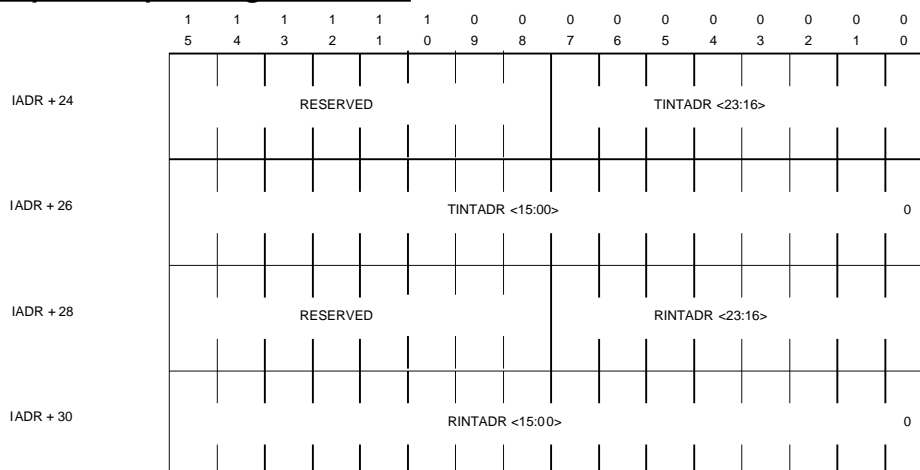 1 1 1 1 1 1 0 0 0 0 0 0 0 0 0 0
5 4 3 2 1 0 9 8 7 6 5 4 3 2 1 0
IADR + 24 RESERVED TINTADR <23:16>
IADR + 26 TINTADR <15:00> 0
IADR + 28 RESERVED RINTADR <23:16>
IADR + 30 RINTADR <15:00> 0